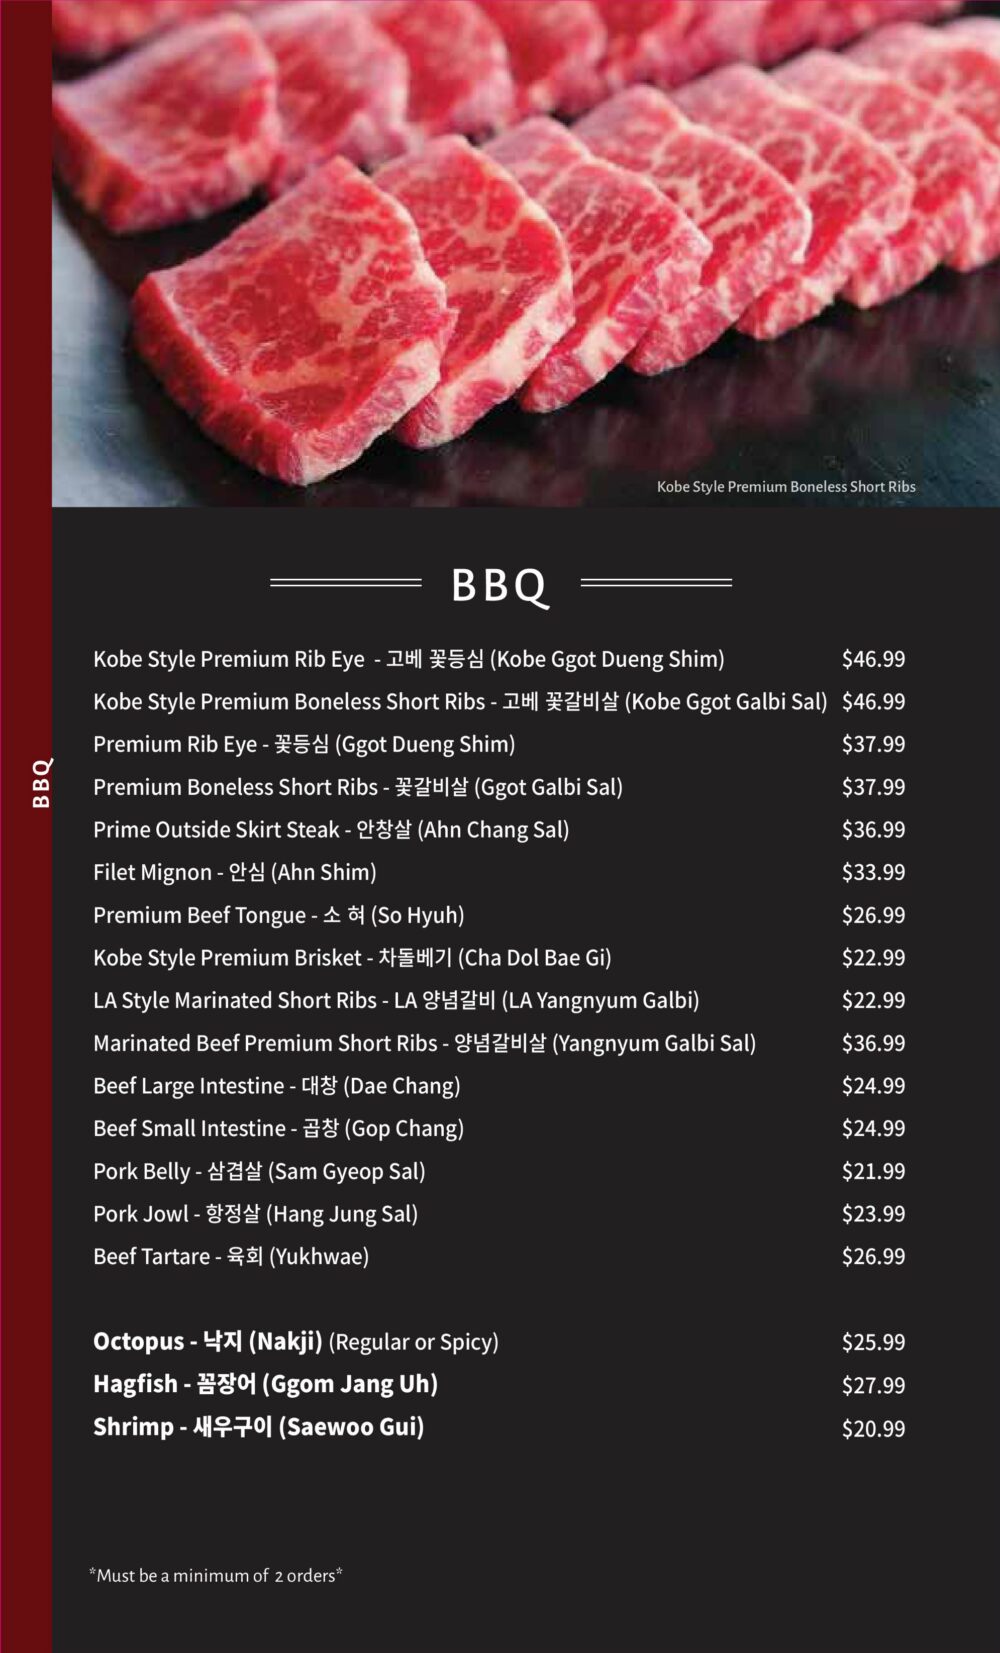 Kobe Style Premium Boneless Short Ribs
BBQ
BBQ
Kobe Style Premium Rib Eye - 고베 꽃등심 (Kobe Ggot Dueng Shim) $46.99
Kobe Style Premium Boneless Short Ribs - 고베 꽃갈비살 (Kobe Ggot Galbi Sal) $46.99
Premium Rib Eye - 꽃등심 (Ggot Dueng Shim) $37.99
Premium Boneless Short Ribs - 꽃갈비살 (Ggot Galbi Sal) $37.99
Prime Outside Skirt Steak - 안창살 (Ahn Chang Sal) $36.99
Filet Mignon - 안심 (Ahn Shim) $33.99
Premium Beef Tongue - 소 혀 (So Hyuh) $26.99
Kobe Style Premium Brisket - 차돌베기 (Cha Dol Bae Gi) $22.99
LA Style Marinated Short Ribs - LA 양념갈비 (LA Yangnyum Galbi) $22.99
Marinated Beef Premium Short Ribs - 양념갈비살 (Yangnyum Galbi Sal) $36.99
Beef Large Intestine - 대창 (Dae Chang) $24.99
Beef Small Intestine - 곱창 (Gop Chang) $24.99
Pork Belly - 삼겹살 (Sam Gyeop Sal) $21.99
Pork Jowl - 항정살 (Hang Jung Sal) $23.99
Beef Tartare - 육회 (Yukhwae) $26.99
Octopus - 낙지 (Nakji) (Regular or Spicy) $25.99
Hagfish - 꼼장어 (Ggom Jang Uh) $27.99
Shrimp - 새우구이 (Saewoo Gui) $20.99
*Must be a minimum of 2 orders*